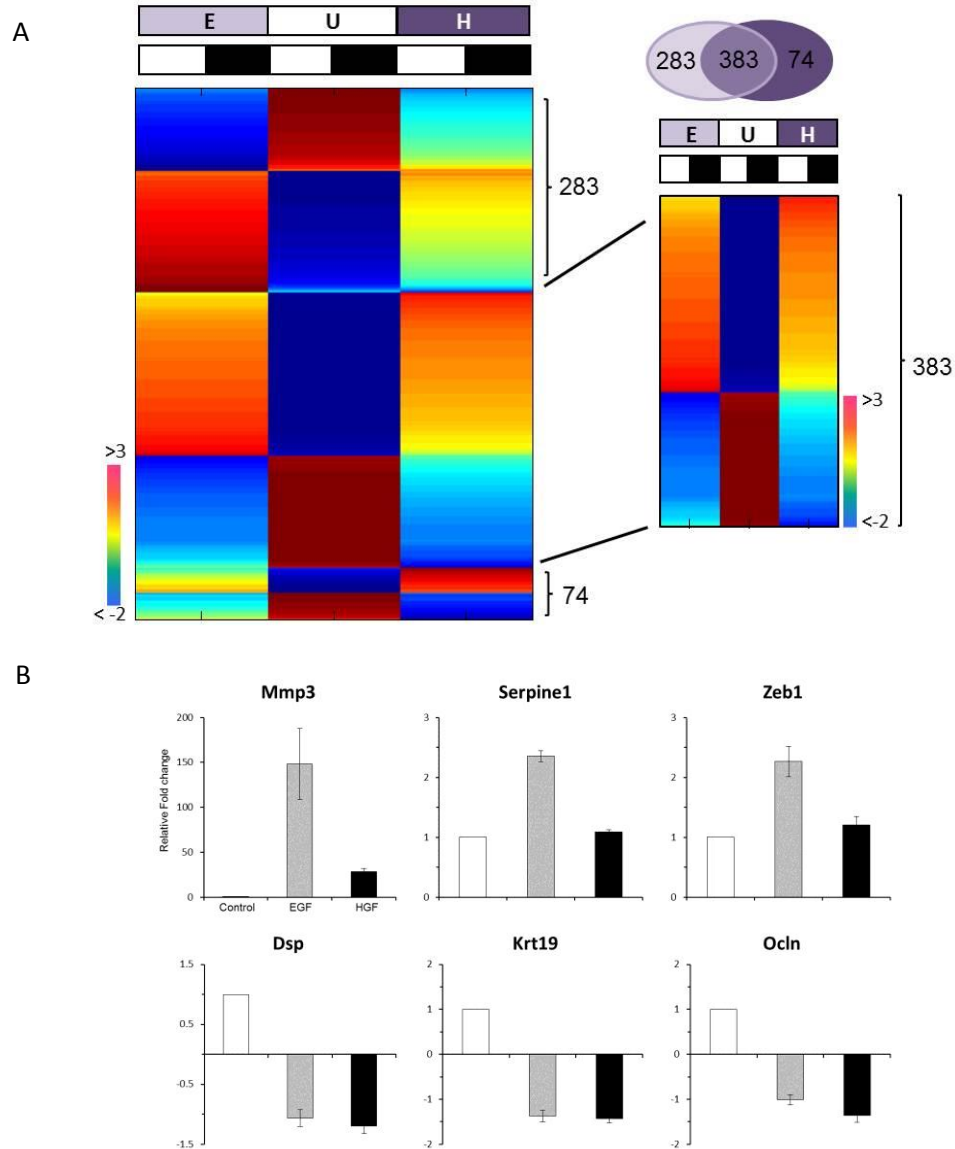 A
E U H
283 383 74
E U H
283
383
>3
<-2
>3
< -2
74
B
Mmp3
Serpine1
Zeb1
Relative Fold change
200
150
100
50
0
Control EGF HGF
3
2
1
0
3
2
1
0
Dsp
Krt19
Ocln
1.5
0.5
-0.5
-1.5
2
1
0
-1
-2
2
1
0
-1
-2